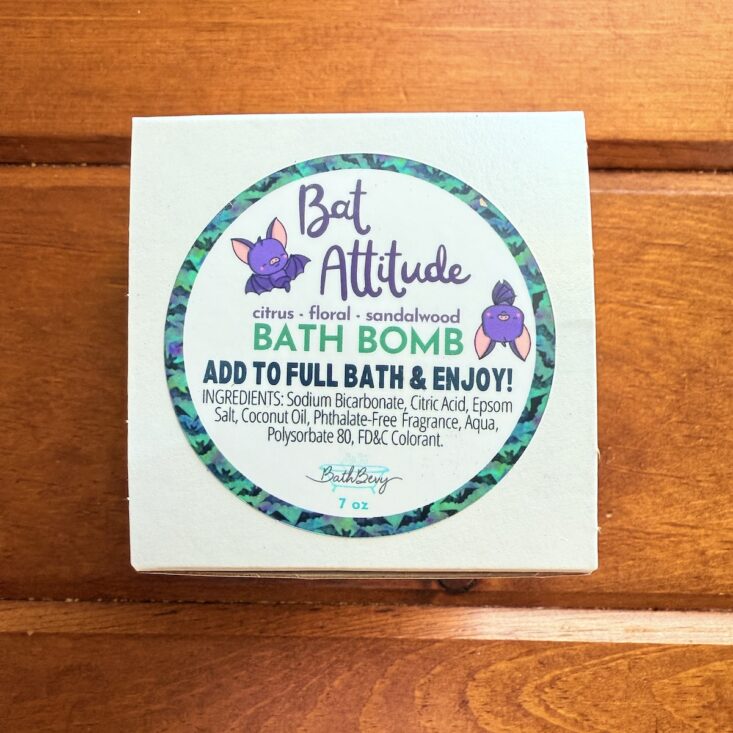 Bat
Attitude
citrus • floral • sandalwood
BATH BOMB
ADD TO FULL BATH & ENJOY!
INGREDIENTS: Sodium Bicarbonate, Citric Acid, Epsom
Salt, Coconut Oil, Phthalate-Free Fragrance, Aqua,
Polysorbate 80, FD&C Colorant.
BathBevy
7 oz